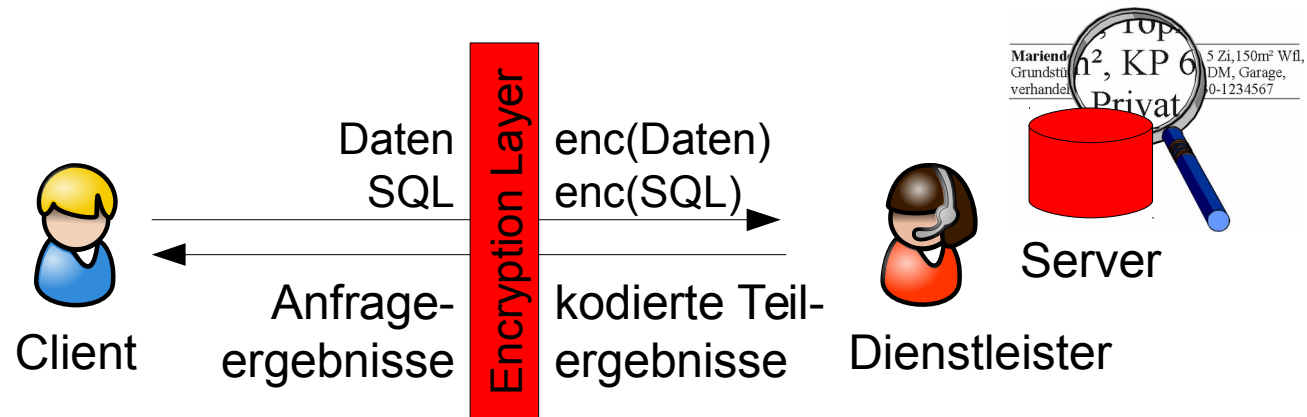 , Top
Mariend
m², KP 6
5 Zi,150m² Wfl,
Grundstü
DM, Garage,
verhandel
Privat
0-1234567
Daten
enc(Daten)
SQL
enc(SQL)
Encryption Layer
Server
Anfrage-
ergebnisse
kodierte Teil-
ergebnisse
Client
Dienstleister